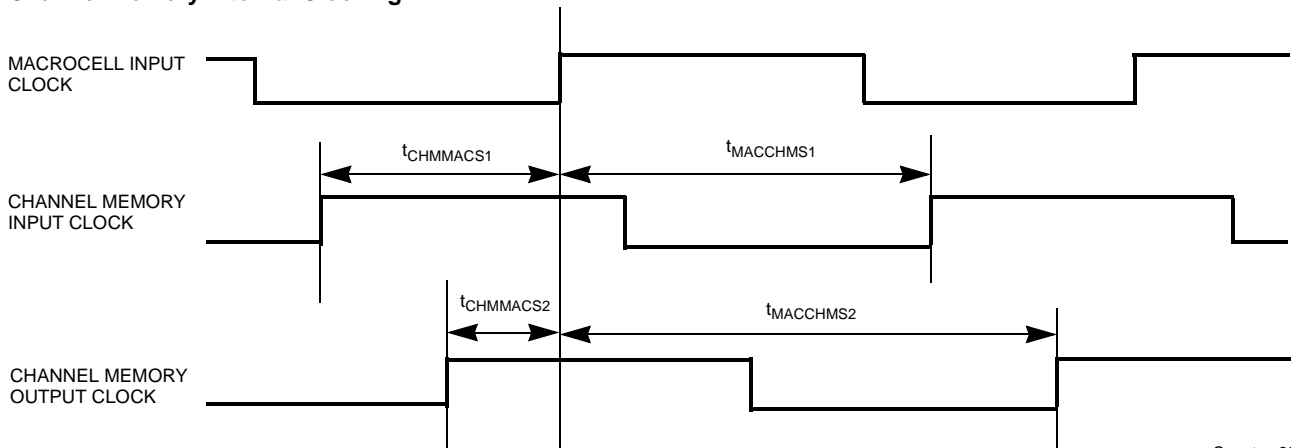 MACROCELL INPUT
CLOCK
tCHMMACS1
tMACCHMS1
CHANNEL MEMORY
INPUT CLOCK
tCHMMACS2
tMACCHMS2
CHANNEL MEMORY
OUTPUT CLOCK